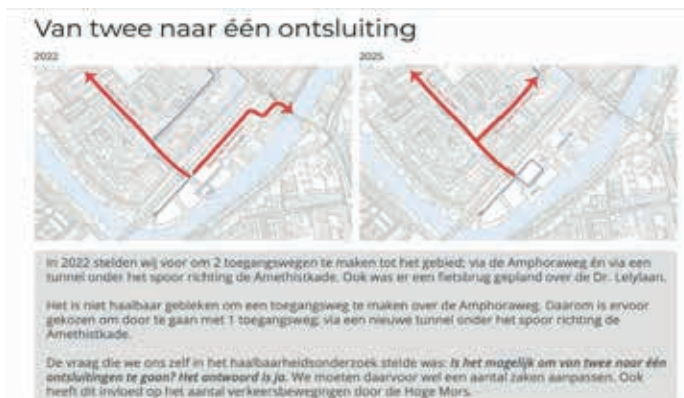 Van twee naar één ontsluiting
2022
2025
In 2022 stelden wij voor om 2 toegangswegen te maken tot het gebied; via de Amphoraweg én via een
tunnel onder het spoor richting de Amethistkade. Ook was er een fietsbrug gepland over de Dr. Lelylaan.
Het is niet haalbaar gebleken om een toegangsweg te maken over de Amphoraweg. Daarom is ervoor
gekozen om door te gaan met 1 toegangsweg; via een nieuwe tunnel onder het spoor richting de
Amethistkade.
De vraag die we ons zelf in het haalbaarheidsonderzoek stelde was: Is het mogelijk om van twee naar één
ontsluitingen te gaan? Het antwoord is ja. We moeten daarvoor wel een aantal zaken aanpassen. Ook
heeft dit invloed op het aantal verkeersbewegingen door de Hoge Mors.